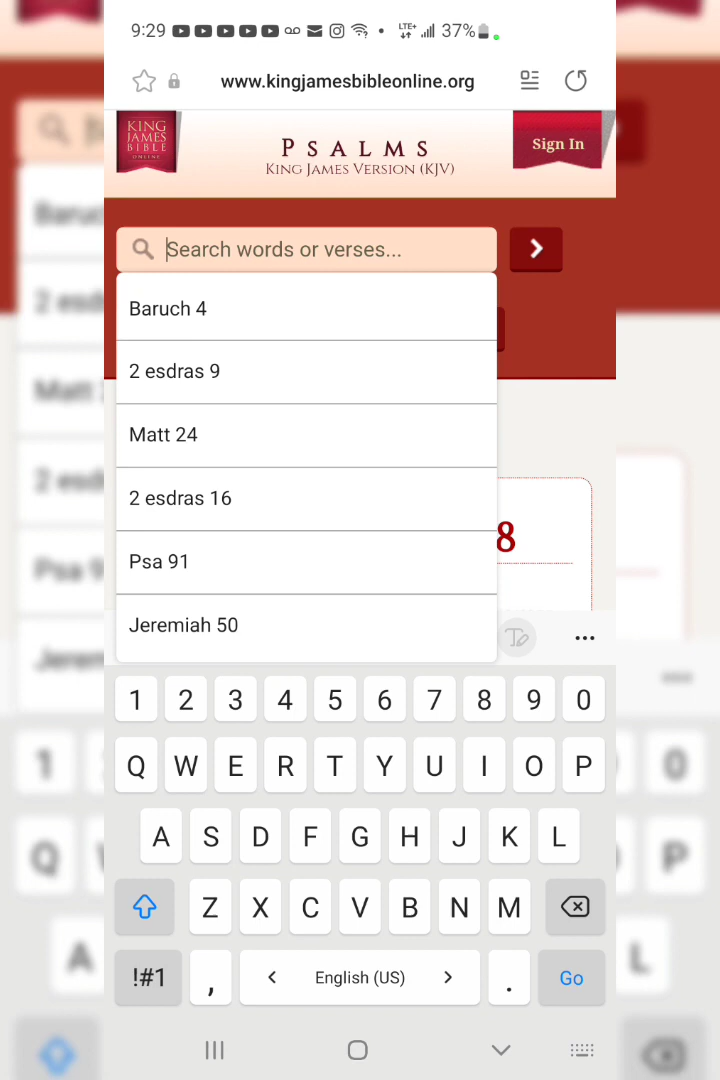 9:29 LTE+ 37%
www.kingjamesbibleonline.org
KING
JAMES
BIBLE
ONLINE
PSALMS
KING JAMES VERSION (KJV)
Sign In
Search words or verses...
Baruch 4
2 esdras 9
Matt 24
2 esdras 16
Psa 91
Jeremiah 50
8
1 2 3 4 5 6 7 8 9 0
Q W E R T Y U I O P
A S D F G H J K L
Z X C V B N M
!#1 , < English (US) > . Go